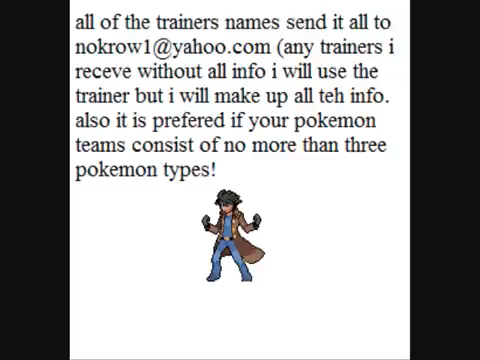 all of the trainers names send it all to
nokrow1@yahoo.com (any trainers i
receve without all info i will use the
trainer but i will make up all teh info.
also it is prefered if your pokemon
teams consist of no more than three
pokemon types!